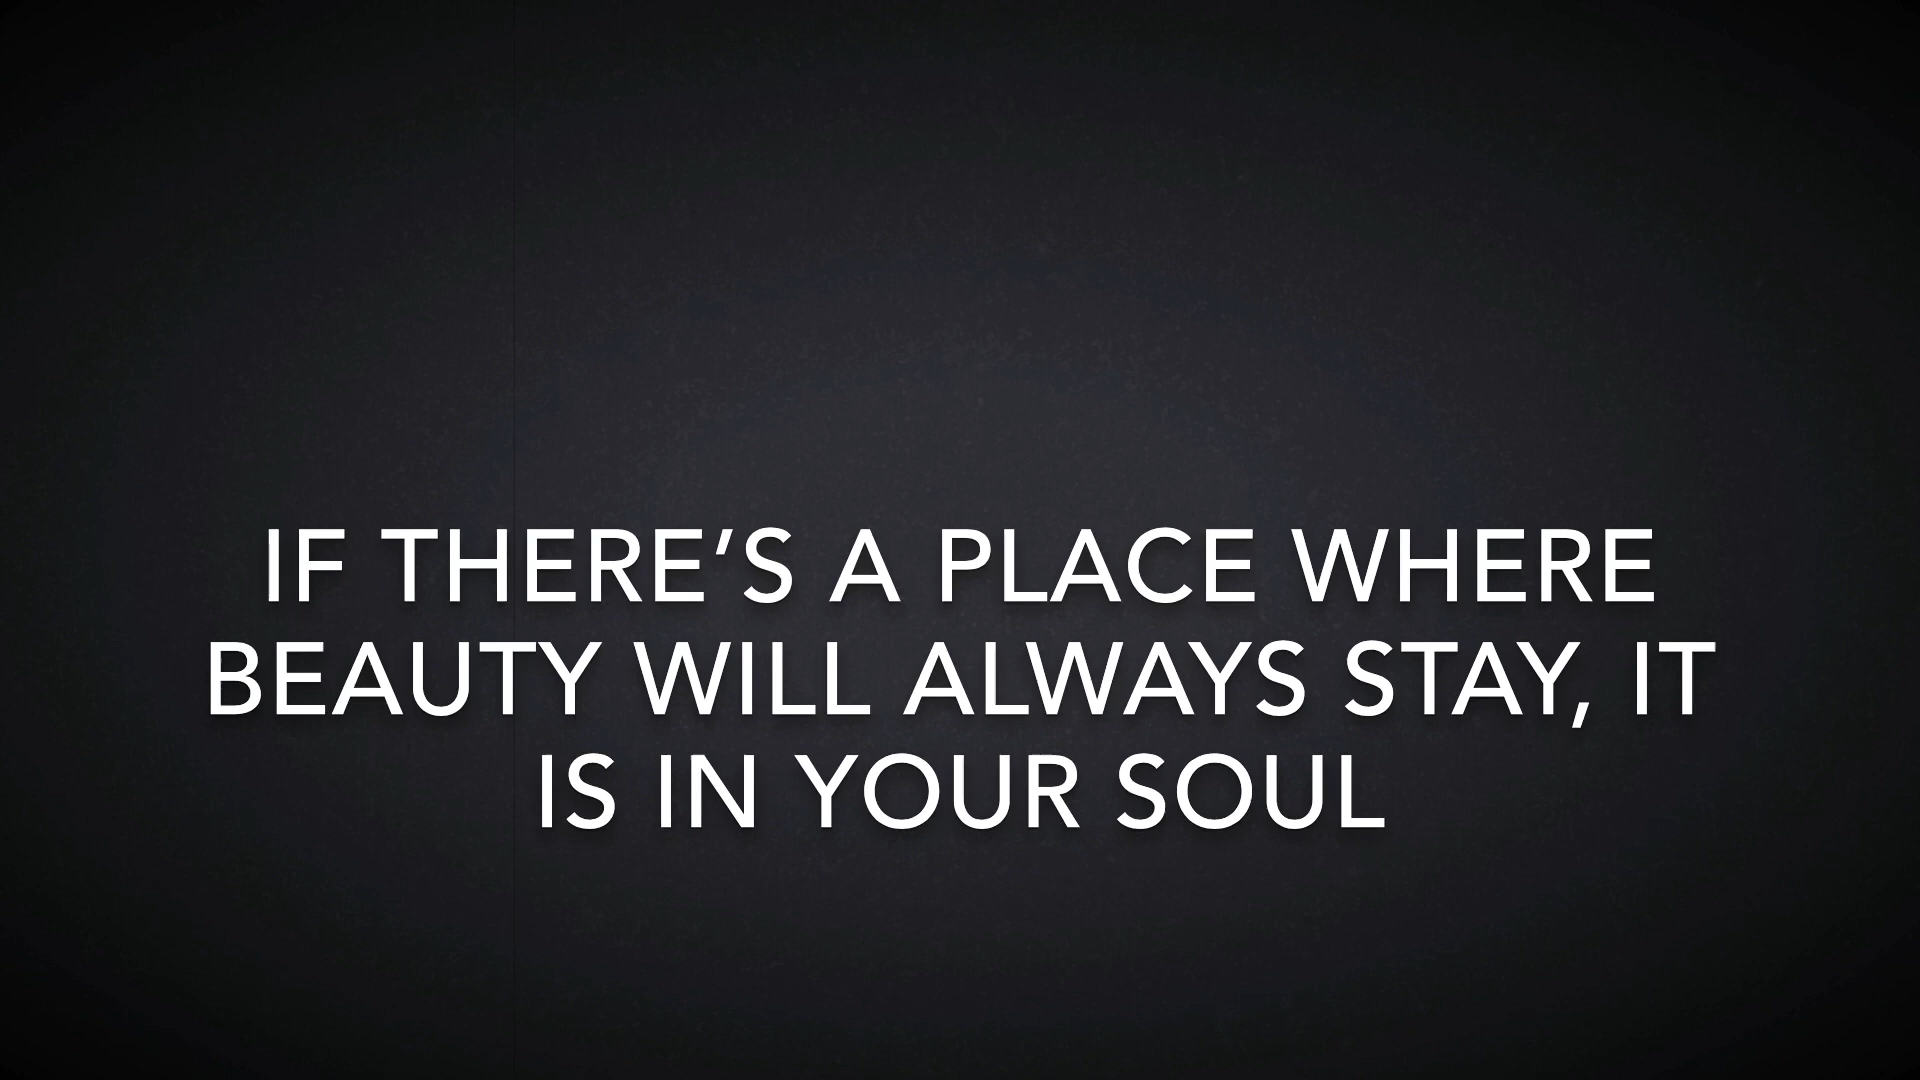 IF THERE’S A PLACE WHERE
BEAUTY WILL ALWAYS STAY, IT
IS IN YOUR SOUL